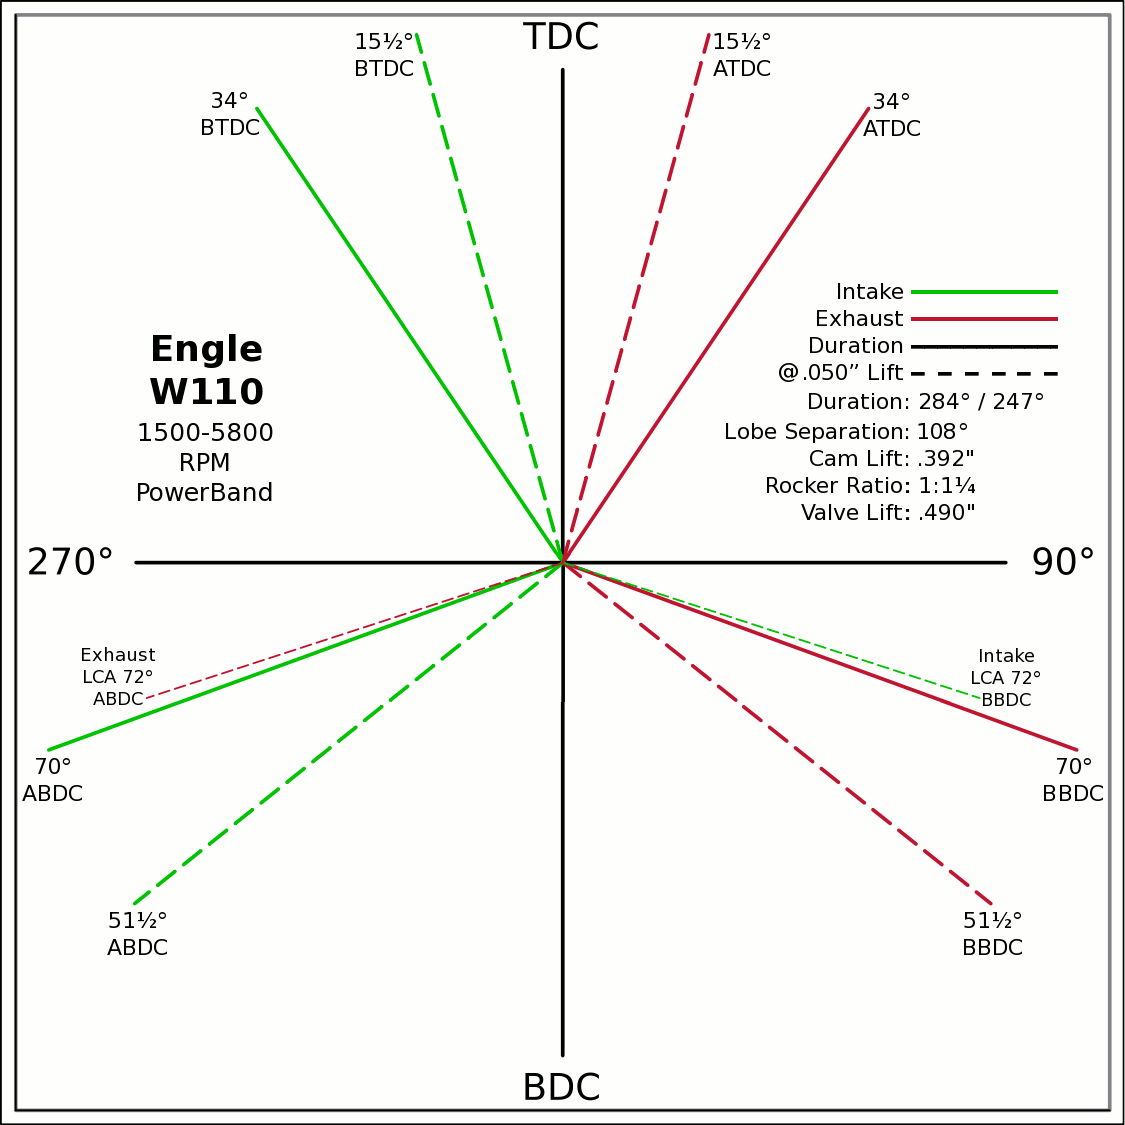 TDC
15½°
BTDC
15½°
ATDC
34°
BTDC
34°
ATDC
Engle
W110
1500-5800
RPM
PowerBand
Intake
Exhaust
Duration
@.050” Lift
Duration: 284° / 247°
Lobe Separation: 108°
Cam Lift: .392"
Rocker Ratio: 1:1¼
Valve Lift: .490"
270°
90°
Exhaust
LCA 72°
ABDC
Intake
LCA 72°
BBDC
70°
ABDC
70°
BBDC
51½°
ABDC
51½°
BBDC
BDC